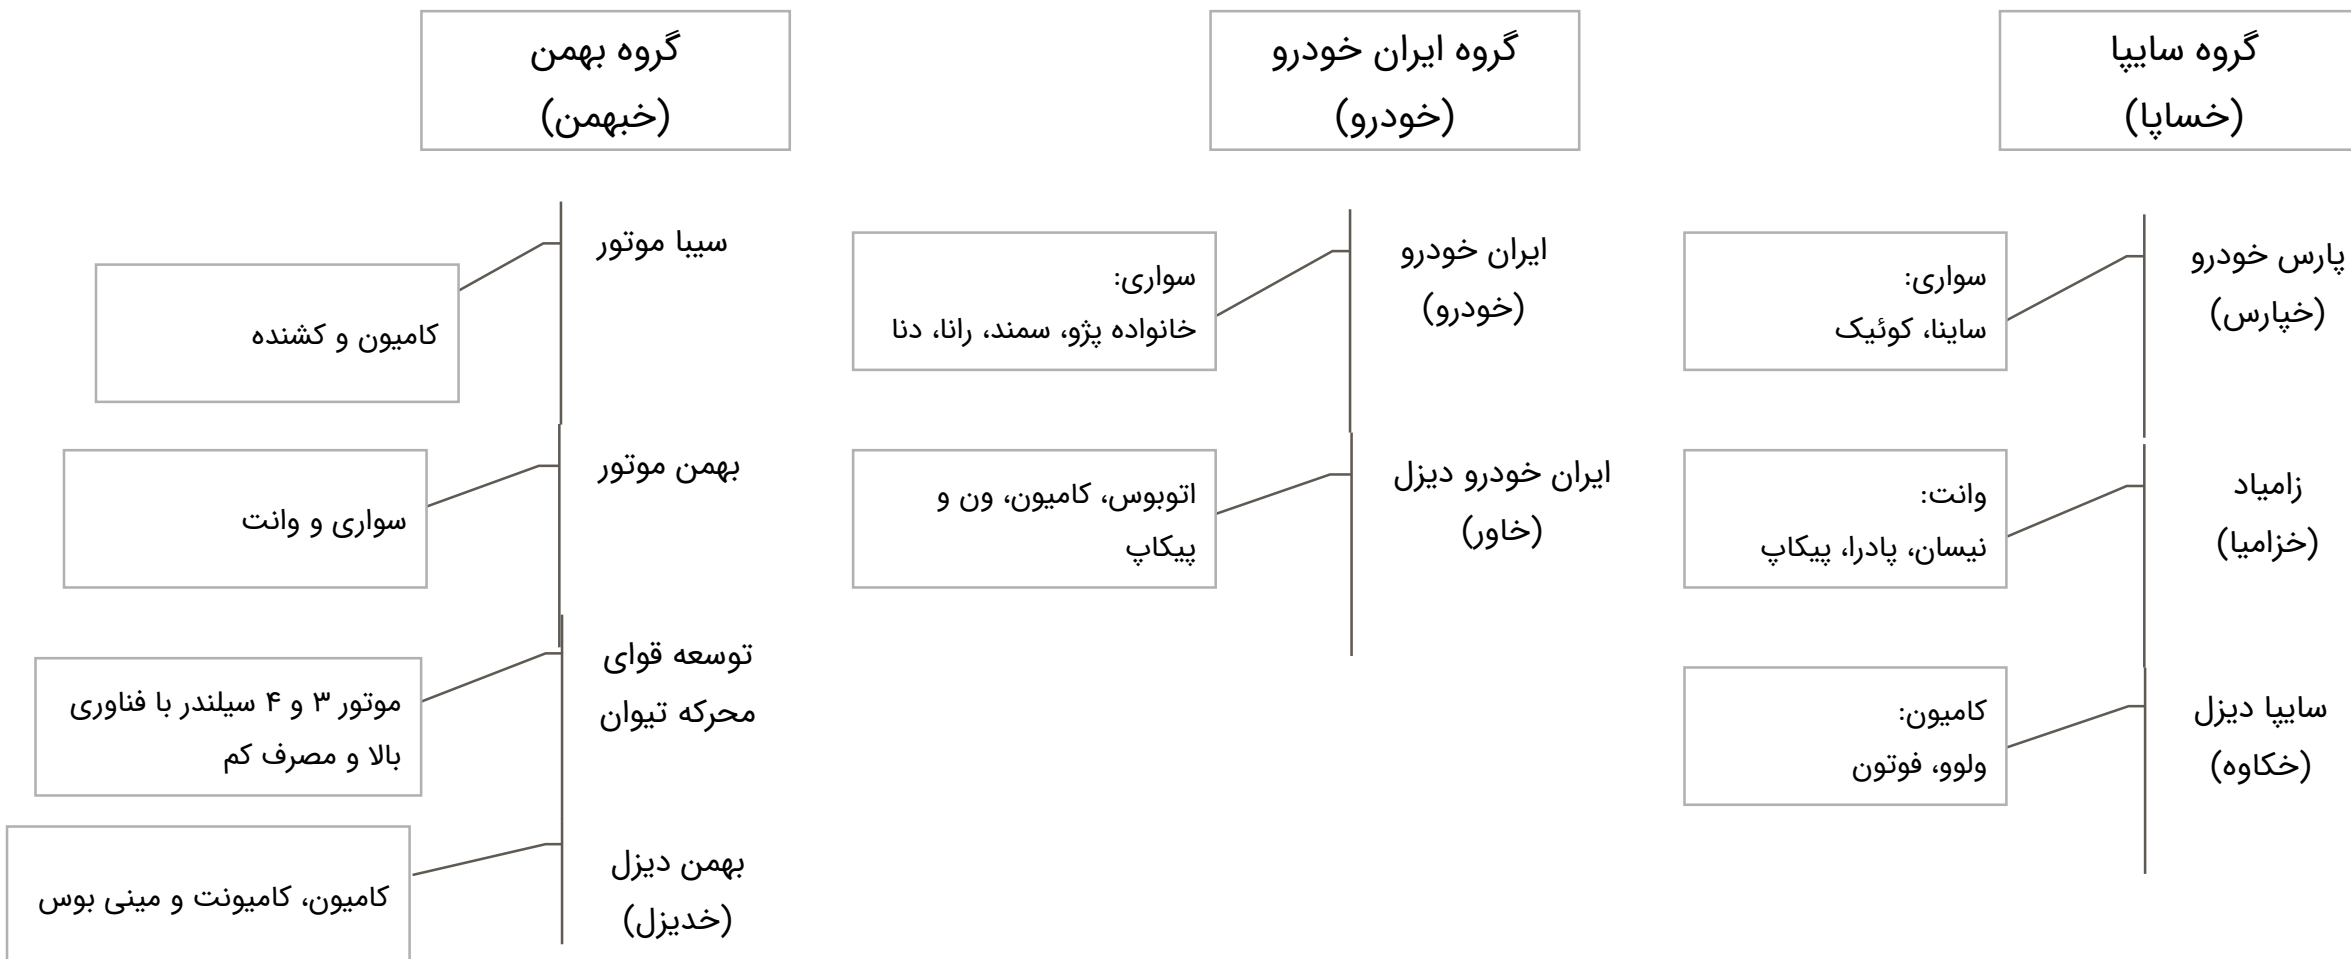 گروه سایپا
(خساپا)
پارس خودرو
(خپارس)
سواری:
ساینا، کوئیک
زامیاد
(خزامیا)
وانت:
نیسان، پادرا، پیکاپ
سایپا دیزل
(خکاوه)
کامیون:
ولوو، فوتون
گروه ایران خودرو
(خودرو)
ایران خودرو
(خودرو)
سواری:
خانواده پژو، سمند، رانا، دنا
ایران خودرو دیزل
(خاور)
اتوبوس، کامیون، ون و
پیکاپ
گروه بهمن
(خبهمن)
سیبا موتور
کامیون و کشنده
بهمن موتور
سواری و وانت
توسعه قوای
محرکه تیوان
موتور ۳ و ۴ سیلندر با فناوری
بالا و مصرف کم
بهمن دیزل
(خدیزل)
کامیون، کامیونت و مینی بوس